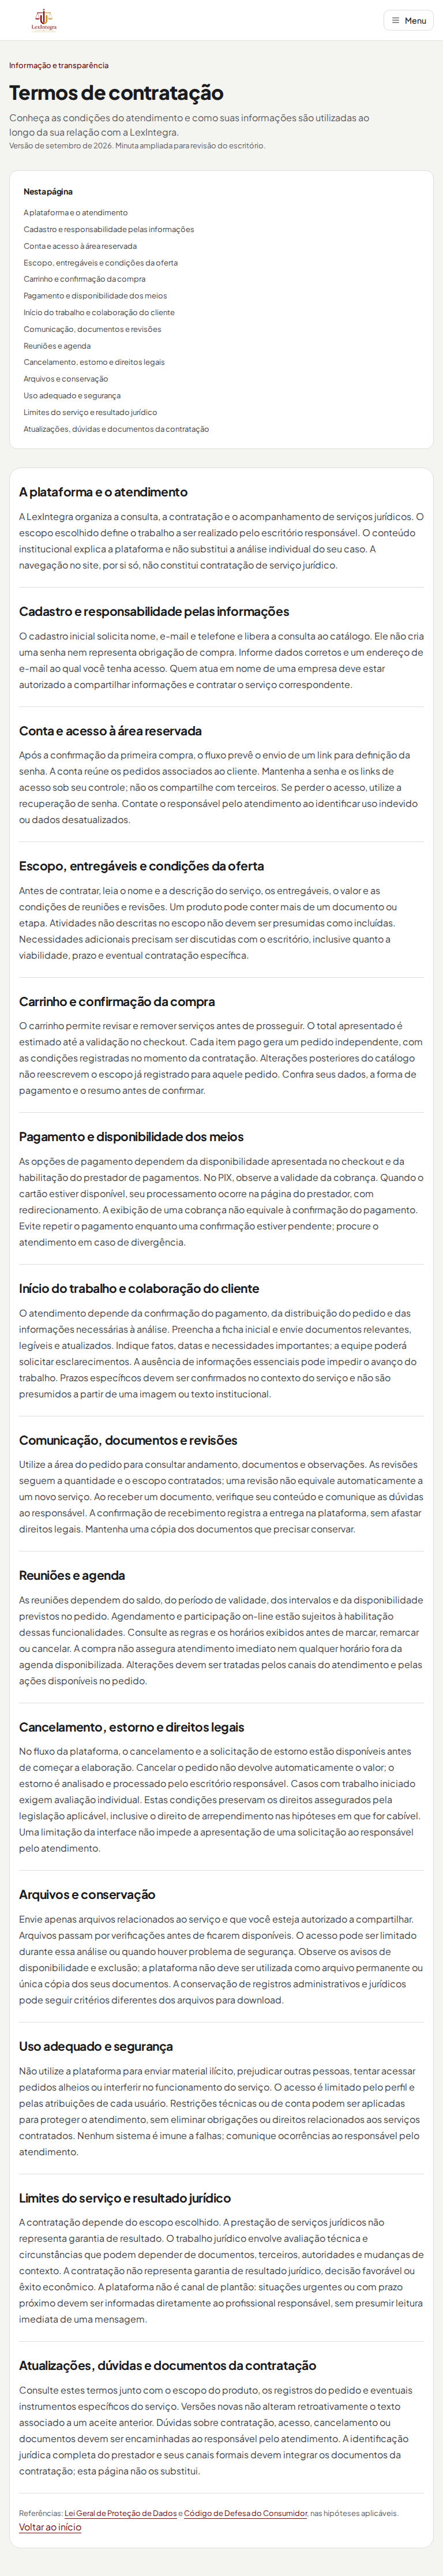 LexIntegra
Menu
Informação e transparência
Termos de contratação
Conheça as condições do atendimento e como suas informações são utilizadas ao
longo da sua relação com a LexIntegra.
Versão de setembro de 2026. Minuta ampliada para revisão do escritório.
Nesta página
A plataforma e o atendimento
Cadastro e responsabilidade pelas informações
Conta e acesso à área reservada
Escopo, entregáveis e condições da oferta
Carrinho e confirmação da compra
Pagamento e disponibilidade dos meios
Início do trabalho e colaboração do cliente
Comunicação, documentos e revisões
Reuniões e agenda
Cancelamento, estorno e direitos legais
Arquivos e conservação
Uso adequado e segurança
Limites do serviço e resultado jurídico
Atualizações, dúvidas e documentos da contratação
A plataforma e o atendimento
A LexIntegra organiza a consulta, a contratação e o acompanhamento de serviços jurídicos. O
escopo escolhido define o trabalho a ser realizado pelo escritório responsável. O conteúdo
institucional explica a plataforma e não substitui a análise individual do seu caso. A
navegação no site, por si só, não constitui contratação de serviço jurídico.
Cadastro e responsabilidade pelas informações
O cadastro inicial solicita nome, e-mail e telefone e libera a consulta ao catálogo. Ele não cria
uma senha nem representa obrigação de compra. Informe dados corretos e um endereço de
e-mail ao qual você tenha acesso. Quem atua em nome de uma empresa deve estar
autorizado a compartilhar informações e contratar o serviço correspondente.
Conta e acesso à área reservada
Após a confirmação da primeira compra, o fluxo prevê o envio de um link para definição da
senha. A conta reúne os pedidos associados ao cliente. Mantenha a senha e os links de
acesso sob seu controle; não os compartilhe com terceiros. Se perder o acesso, utilize a
recuperação de senha. Contate o responsável pelo atendimento ao identificar uso indevido
ou dados desatualizados.
Escopo, entregáveis e condições da oferta
Antes de contratar, leia o nome e a descrição do serviço, os entregáveis, o valor e as
condições de reuniões e revisões. Um produto pode conter mais de um documento ou
etapa. Atividades não descritas no escopo não devem ser presumidas como incluídas.
Necessidades adicionais precisam ser discutidas com o escritório, inclusive quanto a
viabilidade, prazo e eventual contratação específica.
Carrinho e confirmação da compra
O carrinho permite revisar e remover serviços antes de prosseguir. O total apresentado é
estimado até a validação no checkout. Cada item pago gera um pedido independente, com
as condições registradas no momento da contratação. Alterações posteriores do catálogo
não reescrevem o escopo já registrado para aquele pedido. Confira seus dados, a forma de
pagamento e o resumo antes de confirmar.
Pagamento e disponibilidade dos meios
As opções de pagamento dependem da disponibilidade apresentada no checkout e da
habilitação do prestador de pagamentos. No PIX, observe a validade da cobrança. Quando o
cartão estiver disponível, seu processamento ocorre na página do prestador, com
redirecionamento. A exibição de uma cobrança não equivale à confirmação do pagamento.
Evite repetir o pagamento enquanto uma confirmação estiver pendente; procure o
atendimento em caso de divergência.
Início do trabalho e colaboração do cliente
O atendimento depende da confirmação do pagamento, da distribuição do pedido e das
informações necessárias à análise. Preencha a ficha inicial e envie documentos relevantes,
legíveis e atualizados. Indique fatos, datas e necessidades importantes; a equipe poderá
solicitar esclarecimentos. A ausência de informações essenciais pode impedir o avanço do
trabalho. Prazos específicos devem ser confirmados no contexto do serviço e não são
presumidos a partir de uma imagem ou texto institucional.
Comunicação, documentos e revisões
Utilize a área do pedido para consultar andamento, documentos e observações. As revisões
seguem a quantidade e o escopo contratados; uma revisão não equivale automaticamente a
um novo serviço. Ao receber um documento, verifique seu conteúdo e comunique as dúvidas
ao responsável. A confirmação de recebimento registra a entrega na plataforma, sem afastar
direitos legais. Mantenha uma cópia dos documentos que precisar conservar.
Reuniões e agenda
As reuniões dependem do saldo, do período de validade, dos intervalos e da disponibilidade
previstos no pedido. Agendamento e participação on-line estão sujeitos à habilitação
dessas funcionalidades. Consulte as regras e os horários exibidos antes de marcar, remarcar
ou cancelar. A compra não assegura atendimento imediato nem qualquer horário fora da
agenda disponibilizada. Alterações devem ser tratadas pelos canais do atendimento e pelas
ações disponíveis no pedido.
Cancelamento, estorno e direitos legais
No fluxo da plataforma, o cancelamento e a solicitação de estorno estão disponíveis antes
de começar a elaboração. Cancelar o pedido não devolve automaticamente o valor; o
estorno é analisado e processado pelo escritório responsável. Casos com trabalho iniciado
exigem avaliação individual. Estas condições preservam os direitos assegurados pela
legislação aplicável, inclusive o direito de arrependimento nas hipóteses em que for cabível.
Uma limitação da interface não impede a apresentação de uma solicitação ao responsável
pelo atendimento.
Arquivos e conservação
Envie apenas arquivos relacionados ao serviço e que você esteja autorizado a compartilhar.
Arquivos passam por verificações antes de ficarem disponíveis. O acesso pode ser limitado
durante essa análise ou quando houver problema de segurança. Observe os avisos de
disponibilidade e exclusão; a plataforma não deve ser utilizada como arquivo permanente ou
única cópia dos seus documentos. A conservação de registros administrativos e jurídicos
pode seguir critérios diferentes dos arquivos para download.
Uso adequado e segurança
Não utilize a plataforma para enviar material ilícito, prejudicar outras pessoas, tentar acessar
pedidos alheios ou interferir no funcionamento do serviço. O acesso é limitado pelo perfil e
pelas atribuições de cada usuário. Restrições técnicas ou de conta podem ser aplicadas
para proteger o atendimento, sem eliminar obrigações ou direitos relacionados aos serviços
contratados. Nenhum sistema é imune a falhas; comunique ocorrências ao responsável pelo
atendimento.
Limites do serviço e resultado jurídico
A contratação depende do escopo escolhido. A prestação de serviços jurídicos não
representa garantia de resultado. O trabalho jurídico envolve avaliação técnica e
circunstâncias que podem depender de documentos, terceiros, autoridades e mudanças de
contexto. A contratação não representa garantia de resultado jurídico, decisão favorável ou
êxito econômico. A plataforma não é canal de plantão: situações urgentes ou com prazo
próximo devem ser informadas diretamente ao profissional responsável, sem presumir leitura
imediata de uma mensagem.
Atualizações, dúvidas e documentos da contratação
Consulte estes termos junto com o escopo do produto, os registros do pedido e eventuais
instrumentos específicos do serviço. Versões novas não alteram retroativamente o texto
associado a um aceite anterior. Dúvidas sobre contratação, acesso, cancelamento ou
documentos devem ser encaminhadas ao responsável pelo atendimento. A identificação
jurídica completa do prestador e seus canais formais devem integrar os documentos da
contratação; esta página não os substitui.
Referências: Lei Geral de Proteção de Dados e Código de Defesa do Consumidor, nas hipóteses aplicáveis.
Voltar ao início